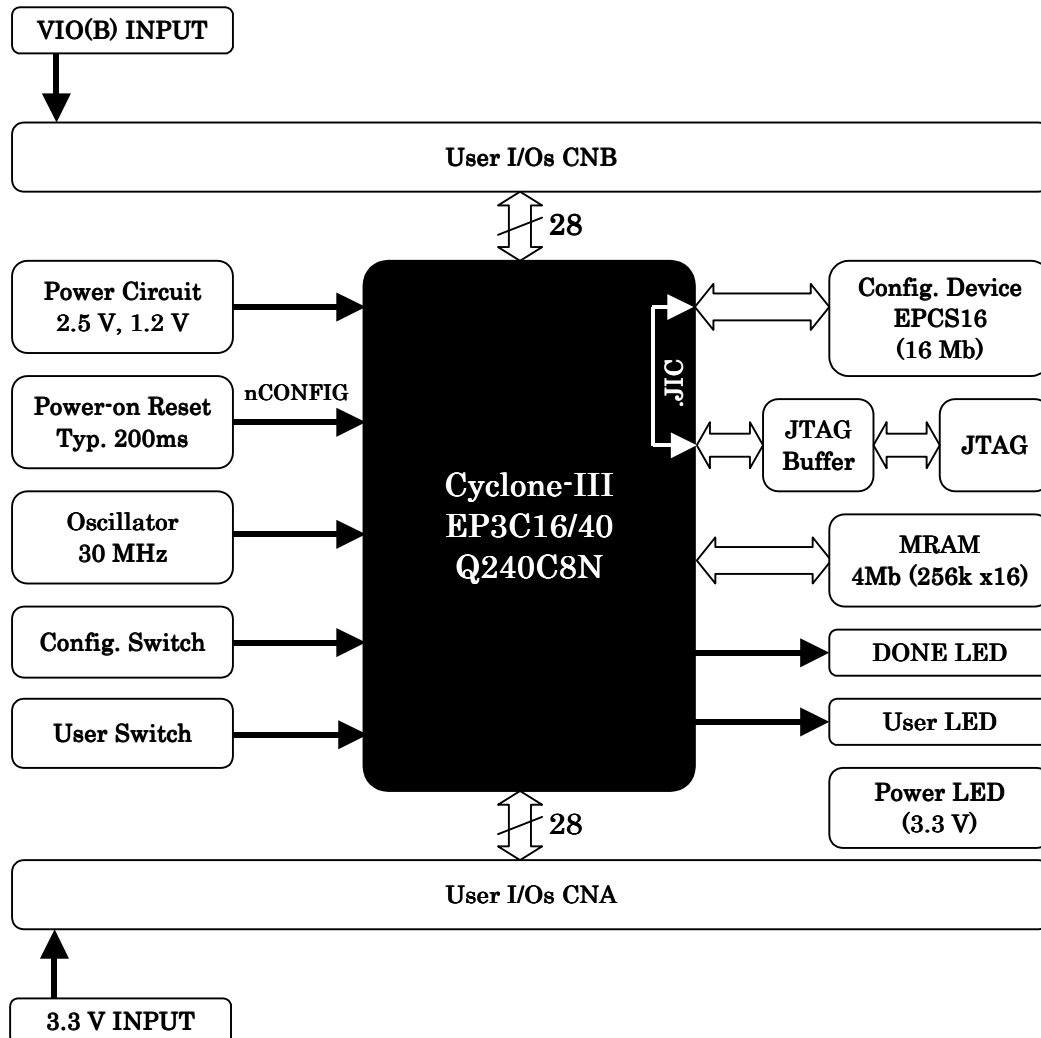 VIO(B) INPUT
User I/Os CNB
28
Power Circuit
2.5 V, 1.2 V
Config. Device
EPCS16
(16 Mb)
Power-on Reset
Typ. 200ms
nCONFIG
.JIC
JTAG
Buffer
JTAG
Cyclone-III
EP3C16/40
Q240C8N
Oscillator
30 MHz
MRAM
4Mb (256k x16)
Config. Switch
DONE LED
User Switch
User LED
Power LED
(3.3 V)
28
User I/Os CNA
3.3 V INPUT